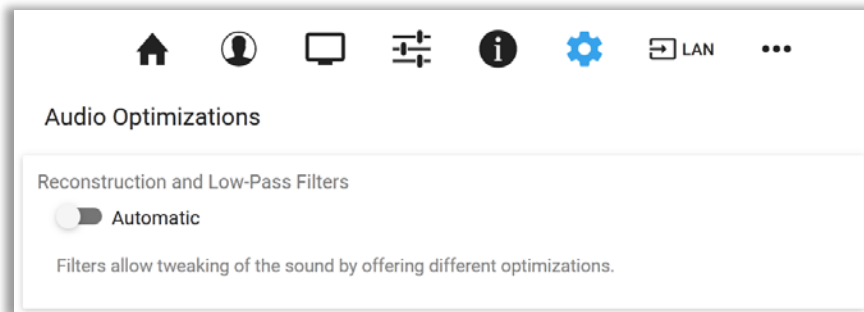 LAN
Audio Optimizations
Reconstruction and Low-Pass Filters
Automatic
Filters allow tweaking of the sound by offering different optimizations.